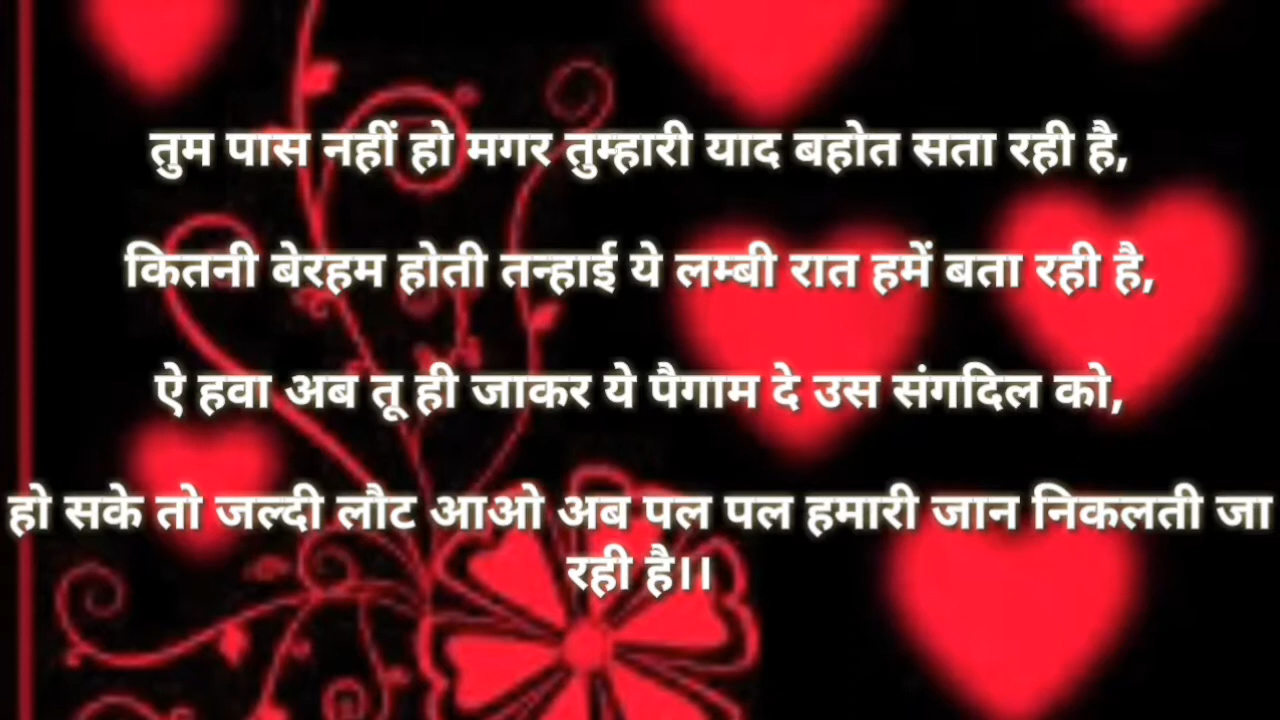 तुम पास नहीं हो मगर तुम्हारी याद बहोत सता रही है,
कितनी बेरहम होती तन्हाई ये लम्बी रात हमें बता रही है,
ऐ हवा अब तू ही जाकर ये पैगाम दे उस संगदिल को,
हो सके तो जल्दी लौट आओ अब पल पल हमारी जान निकलती जा
रही है।।